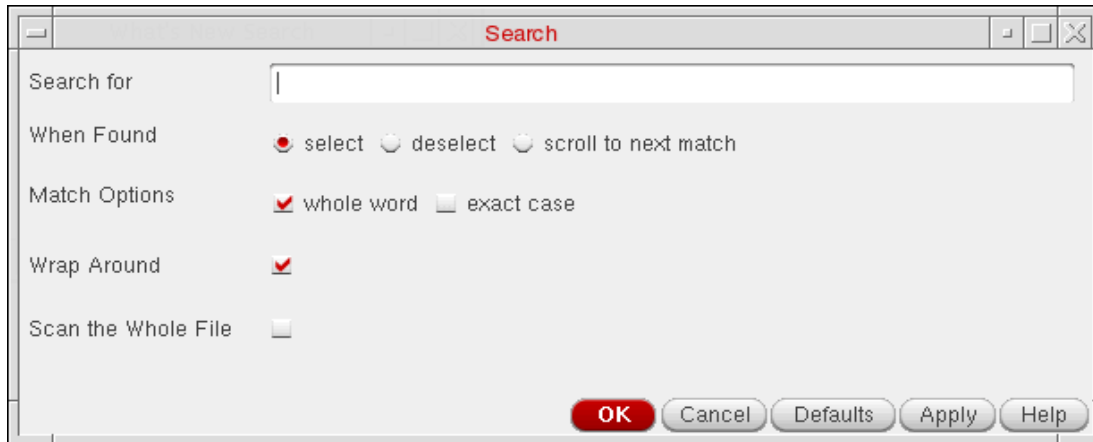 Search
Search for
When Found select deselect scroll to next match
Match Options whole word exact case
Wrap Around
Scan the Whole File
OK Cancel Defaults Apply Help